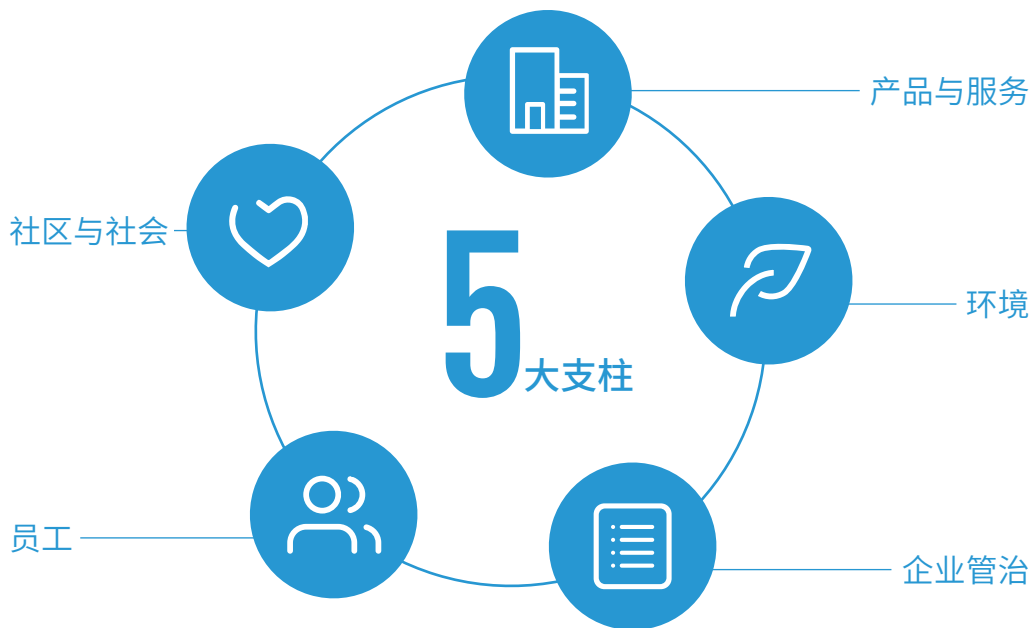 产品与服务
社区与社会
环境
5大支柱
员工
企业管治